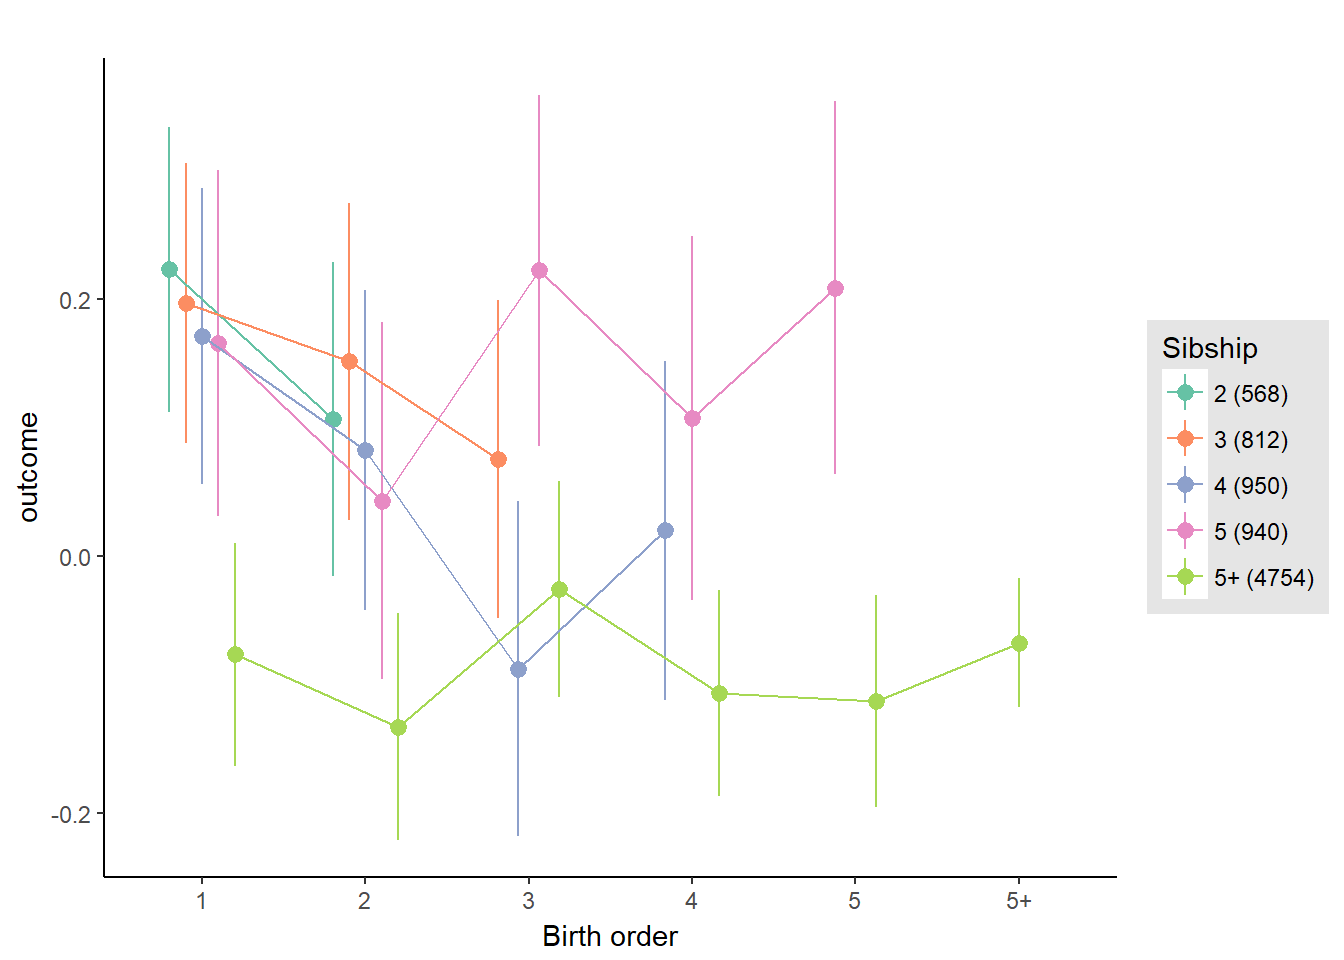 outcome
0.2
0.0
-0.2
1 2 3 4 5 5+
Birth order
Sibship
2 (568)
3 (812)
4 (950)
5 (940)
5+ (4754)